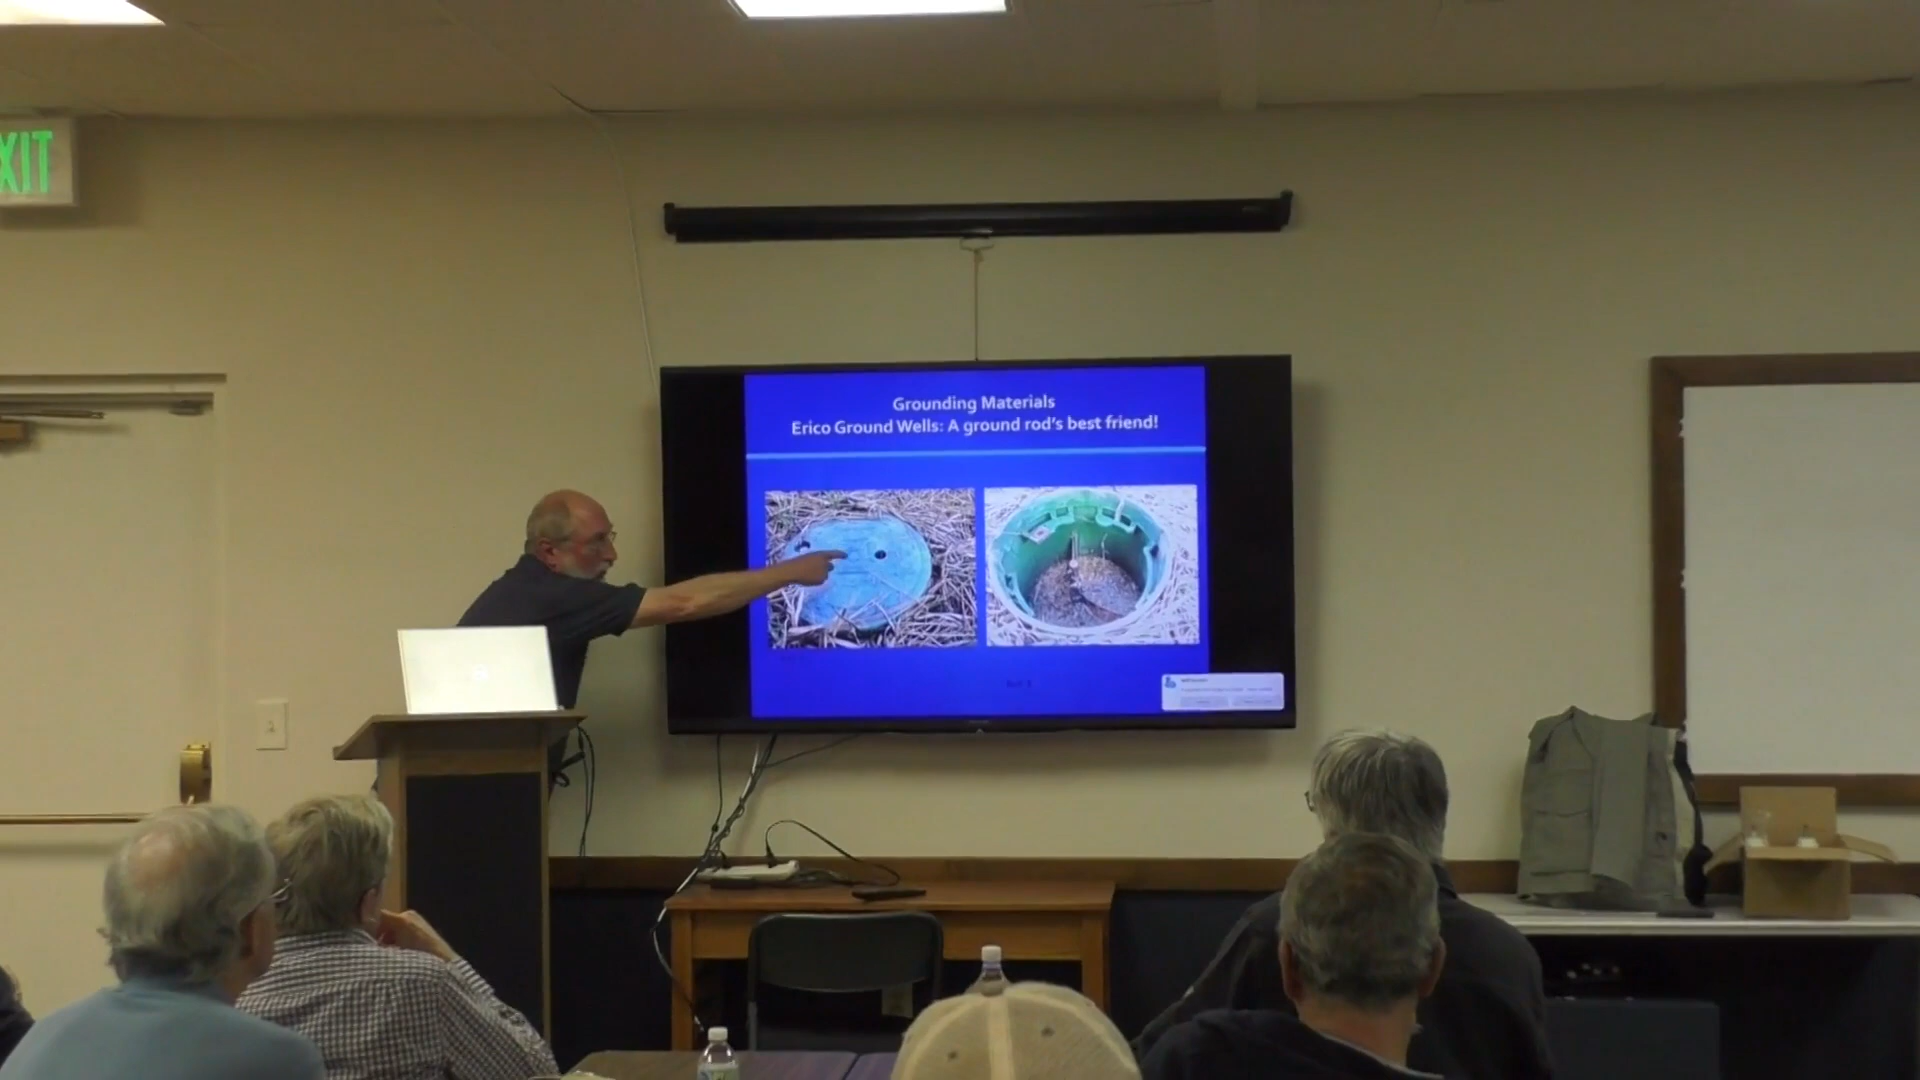 XIT
Grounding Materials
Erico Ground Wells: A ground rod's best friend!